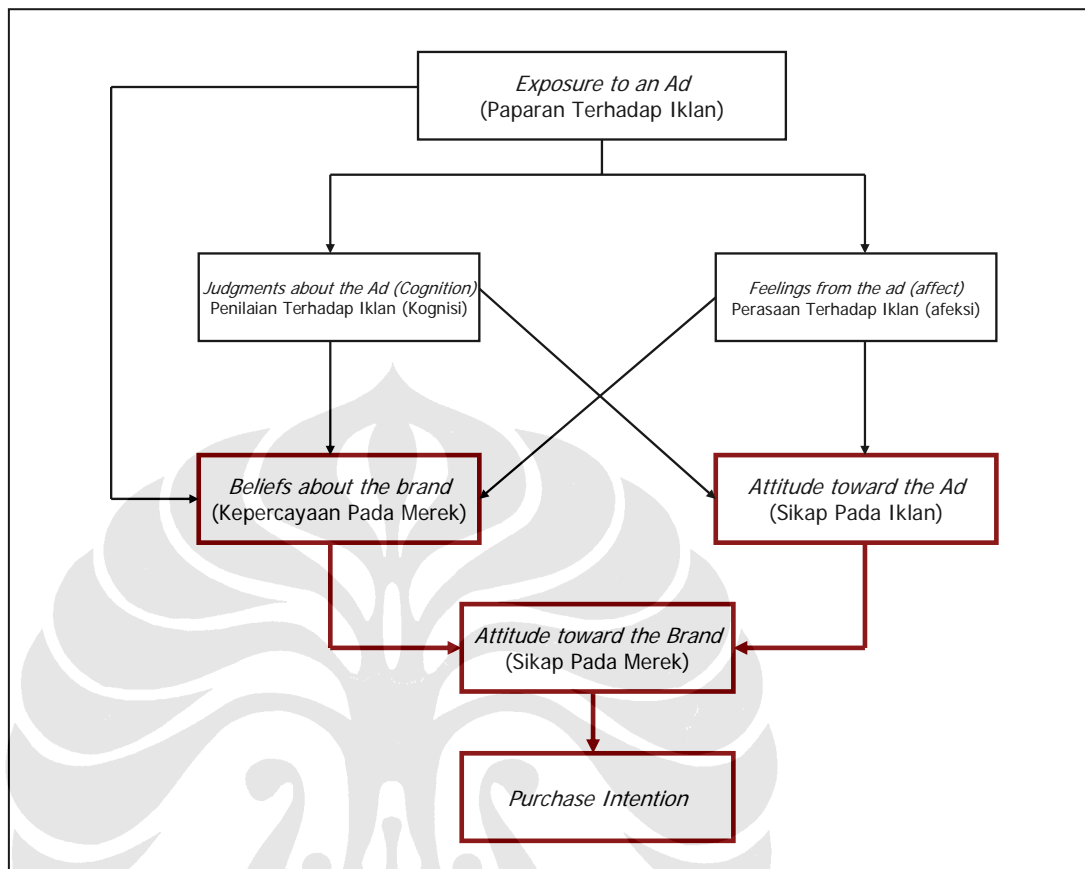 Exposure to an Ad
(Paparan Terhadap Iklan)
Judgments about the Ad (Cognition)
Penilaian Terhadap Iklan (Kognisi)
Feelings from the ad (affect)
Perasaan Terhadap Iklan (afeksi)
Beliefs about the brand
(Kepercayaan Pada Merek)
Attitude toward the Ad
(Sikap Pada Iklan)
Attitude toward the Brand
(Sikap Pada Merek)
Purchase Intention